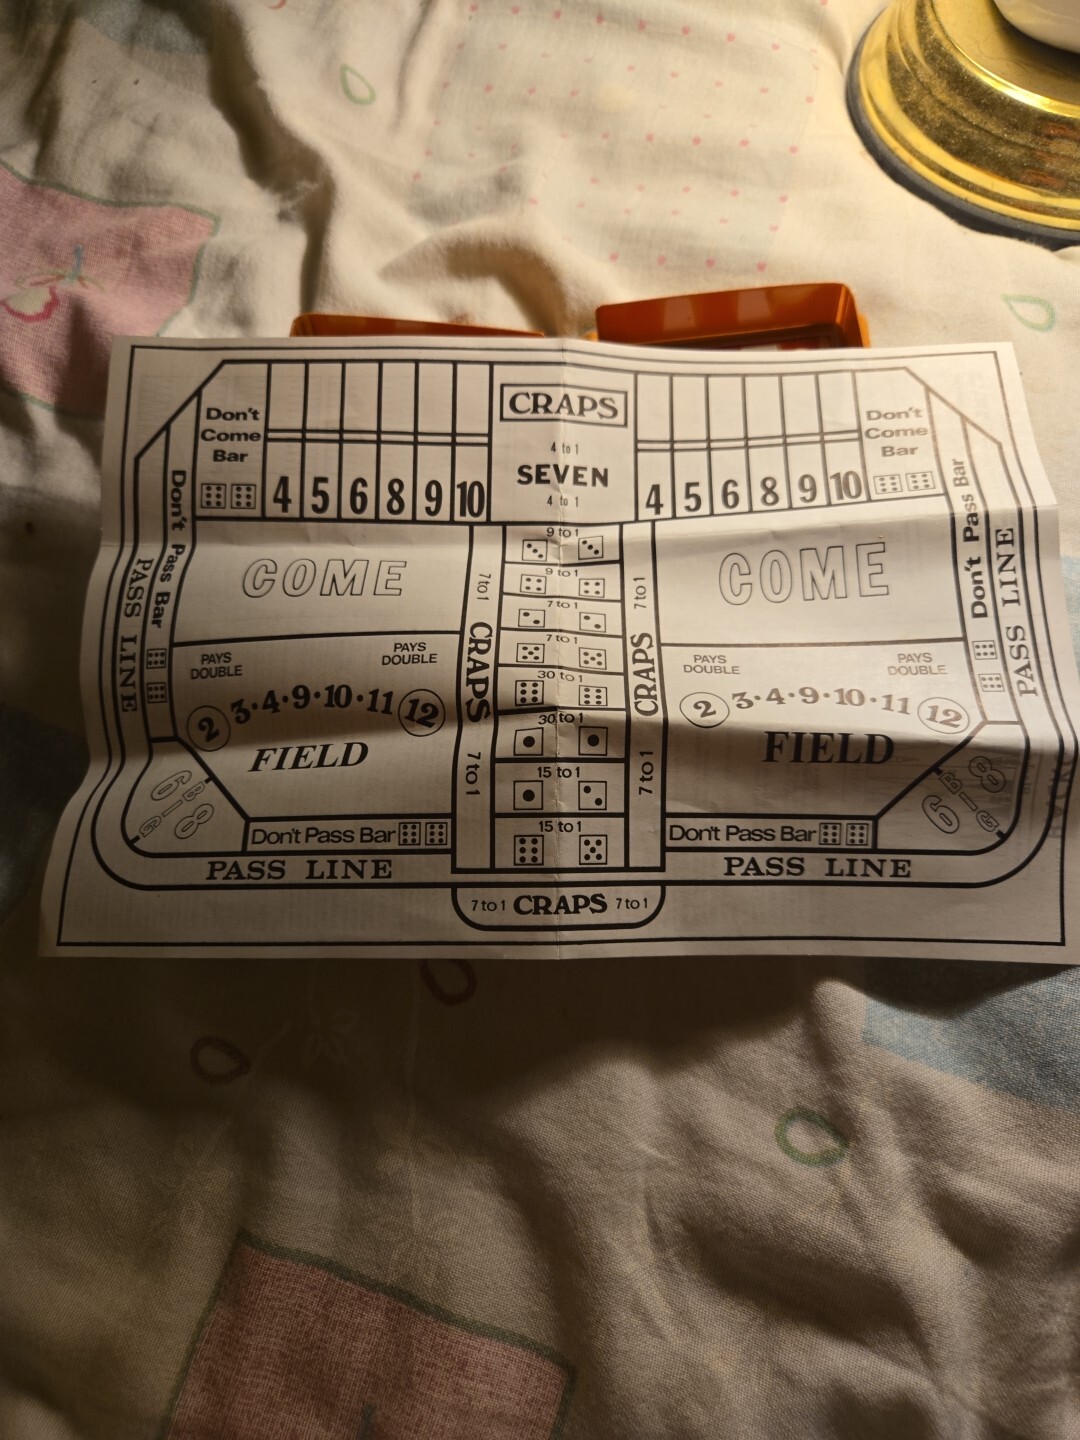 CRAPS
4 to 1
SEVEN
4 to 1
Don't
Come
Bar
4 5 6 8 9 10
4 5 6 8 9 10
Don't
Come
Bar
Don't Pass Bar
PASS LINE
COME
7 to 1 CRAPS 7 to 1
9 to 1
9 to 1
7 to 1
7 to 1
30 to 1
30 to 1
15 to 1
15 to 1
7 to 1 CRAPS 7 to 1
COME
Don't Pass Bar
PASS LINE
PAYS
DOUBLE
PAYS
DOUBLE
2 3·4·9·10·11 12
FIELD
PAYS
DOUBLE
PAYS
DOUBLE
2 3·4·9·10·11 12
FIELD
6 BIG 8
Don't Pass Bar
Don't Pass Bar
6 BIG 8
PASS LINE
PASS LINE
7 to 1 CRAPS 7 to 1